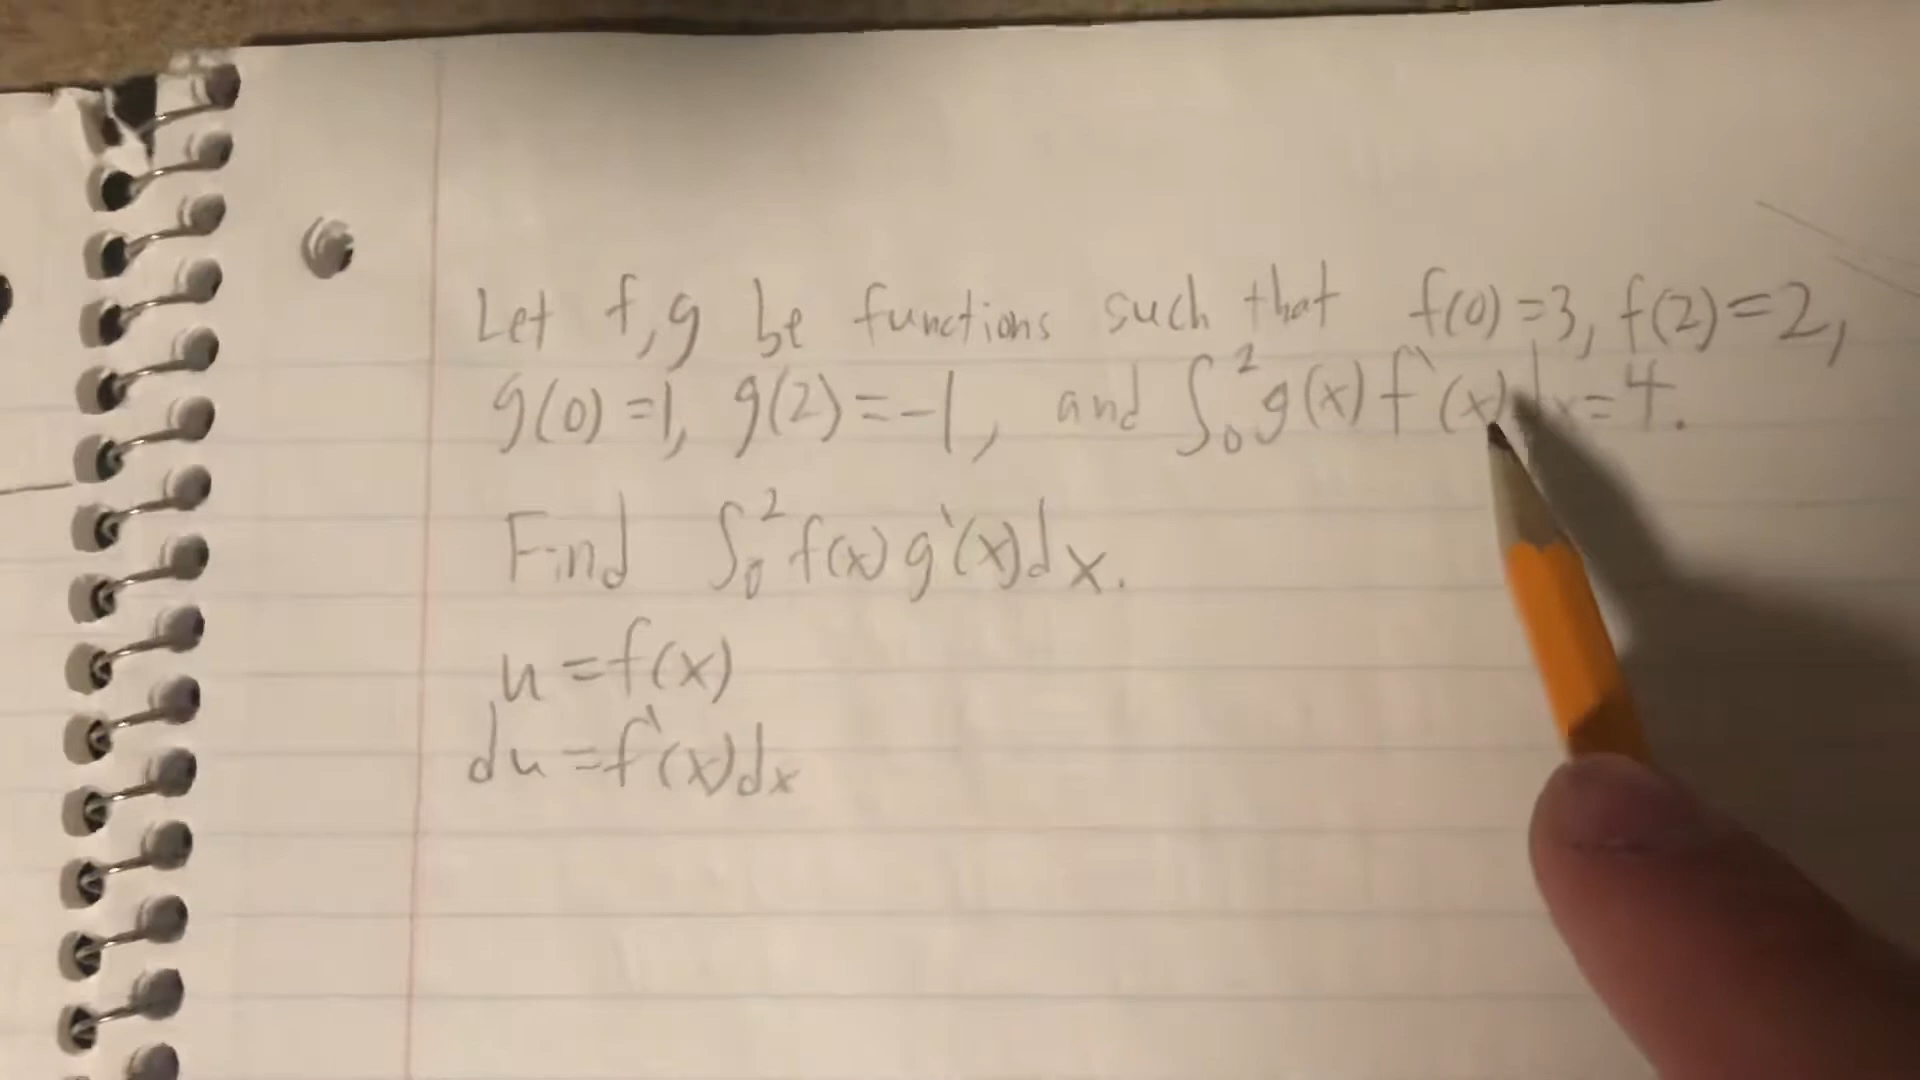 Let f,g be functions such that f(0)=3, f(2)=2,
g(0)=1, g(2)=-1, and ∫₀² g(x) f'(x) dx=4.
Find ∫₀² f(x) g'(x)dx.
u=f(x)
du=f'(x)dx